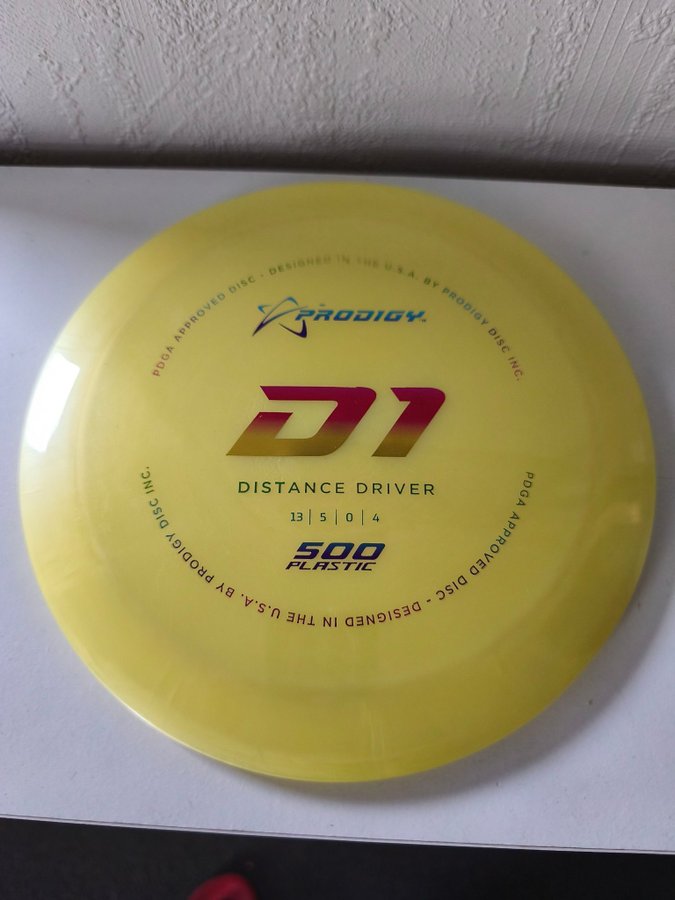 PDGA APPROVED DISC - DESIGNED IN THE U.S.A. BY PRODIGY DISC INC.
PRODIGY™
D1
DISTANCE DRIVER
13 | 5 | 0 | 4
500
PLASTIC
PDGA APPROVED DISC - DESIGNED IN THE U.S.A. BY PRODIGY DISC INC.